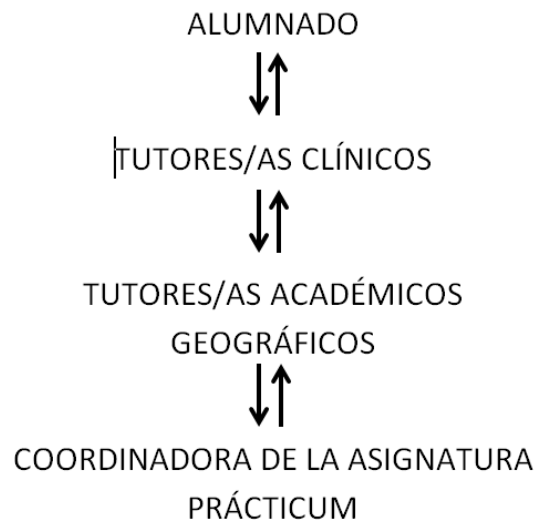 ALUMNADO
TUTORES/AS CLÍNICOS
TUTORES/AS ACADÉMICOS
GEOGRÁFICOS
COORDINADORA DE LA ASIGNATURA
PRÁCTICUM